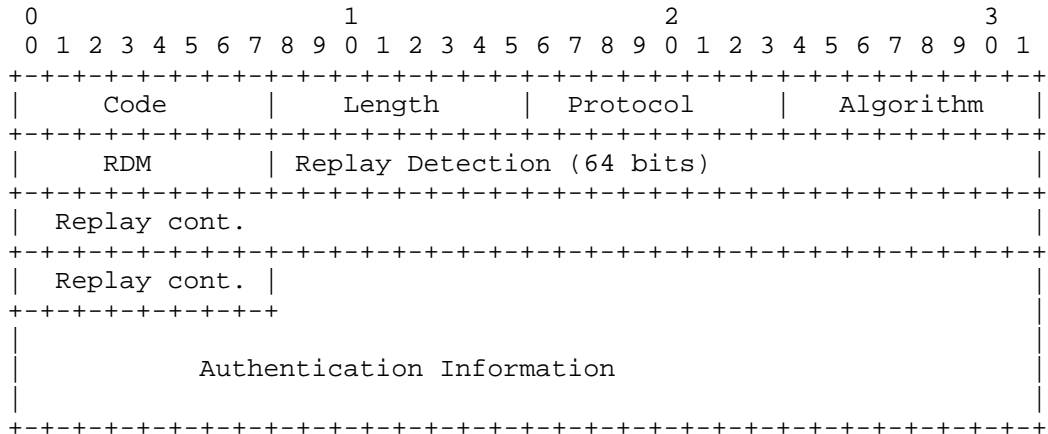 0                   1                   2                   3
 0 1 2 3 4 5 6 7 8 9 0 1 2 3 4 5 6 7 8 9 0 1 2 3 4 5 6 7 8 9 0 1
+-+-+-+-+-+-+-+-+-+-+-+-+-+-+-+-+-+-+-+-+-+-+-+-+-+-+-+-+-+-+-+-+
|     Code      |    Length     |  Protocol     |   Algorithm   |
+-+-+-+-+-+-+-+-+-+-+-+-+-+-+-+-+-+-+-+-+-+-+-+-+-+-+-+-+-+-+-+-+
|     RDM       | Replay Detection (64 bits)                    |
+-+-+-+-+-+-+-+-+-+-+-+-+-+-+-+-+-+-+-+-+-+-+-+-+-+-+-+-+-+-+-+-+
|  Replay cont.                                                 |
+-+-+-+-+-+-+-+-+-+-+-+-+-+-+-+-+-+-+-+-+-+-+-+-+-+-+-+-+-+-+-+-+
|  Replay cont. |                                               |
+-+-+-+-+-+-+-+-+                                               |
|                                                               |
|           Authentication Information                          |
|                                                               |
+-+-+-+-+-+-+-+-+-+-+-+-+-+-+-+-+-+-+-+-+-+-+-+-+-+-+-+-+-+-+-+-+